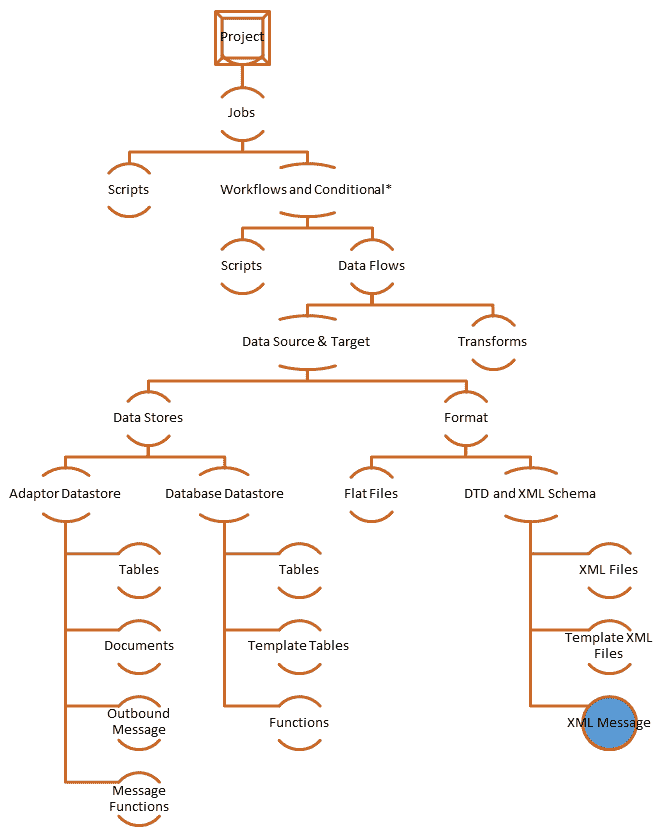 Project
Jobs
Scripts
Workflows and Conditional*
Scripts
Data Flows
Data Source & Target
Transforms
Data Stores
Format
Adaptor Datastore
Database Datastore
Flat Files
DTD and XML Schema
Tables
Tables
XML Files
Documents
Template Tables
Template XML
Files
Outbound
Message
Functions
XML Message
Message
Functions